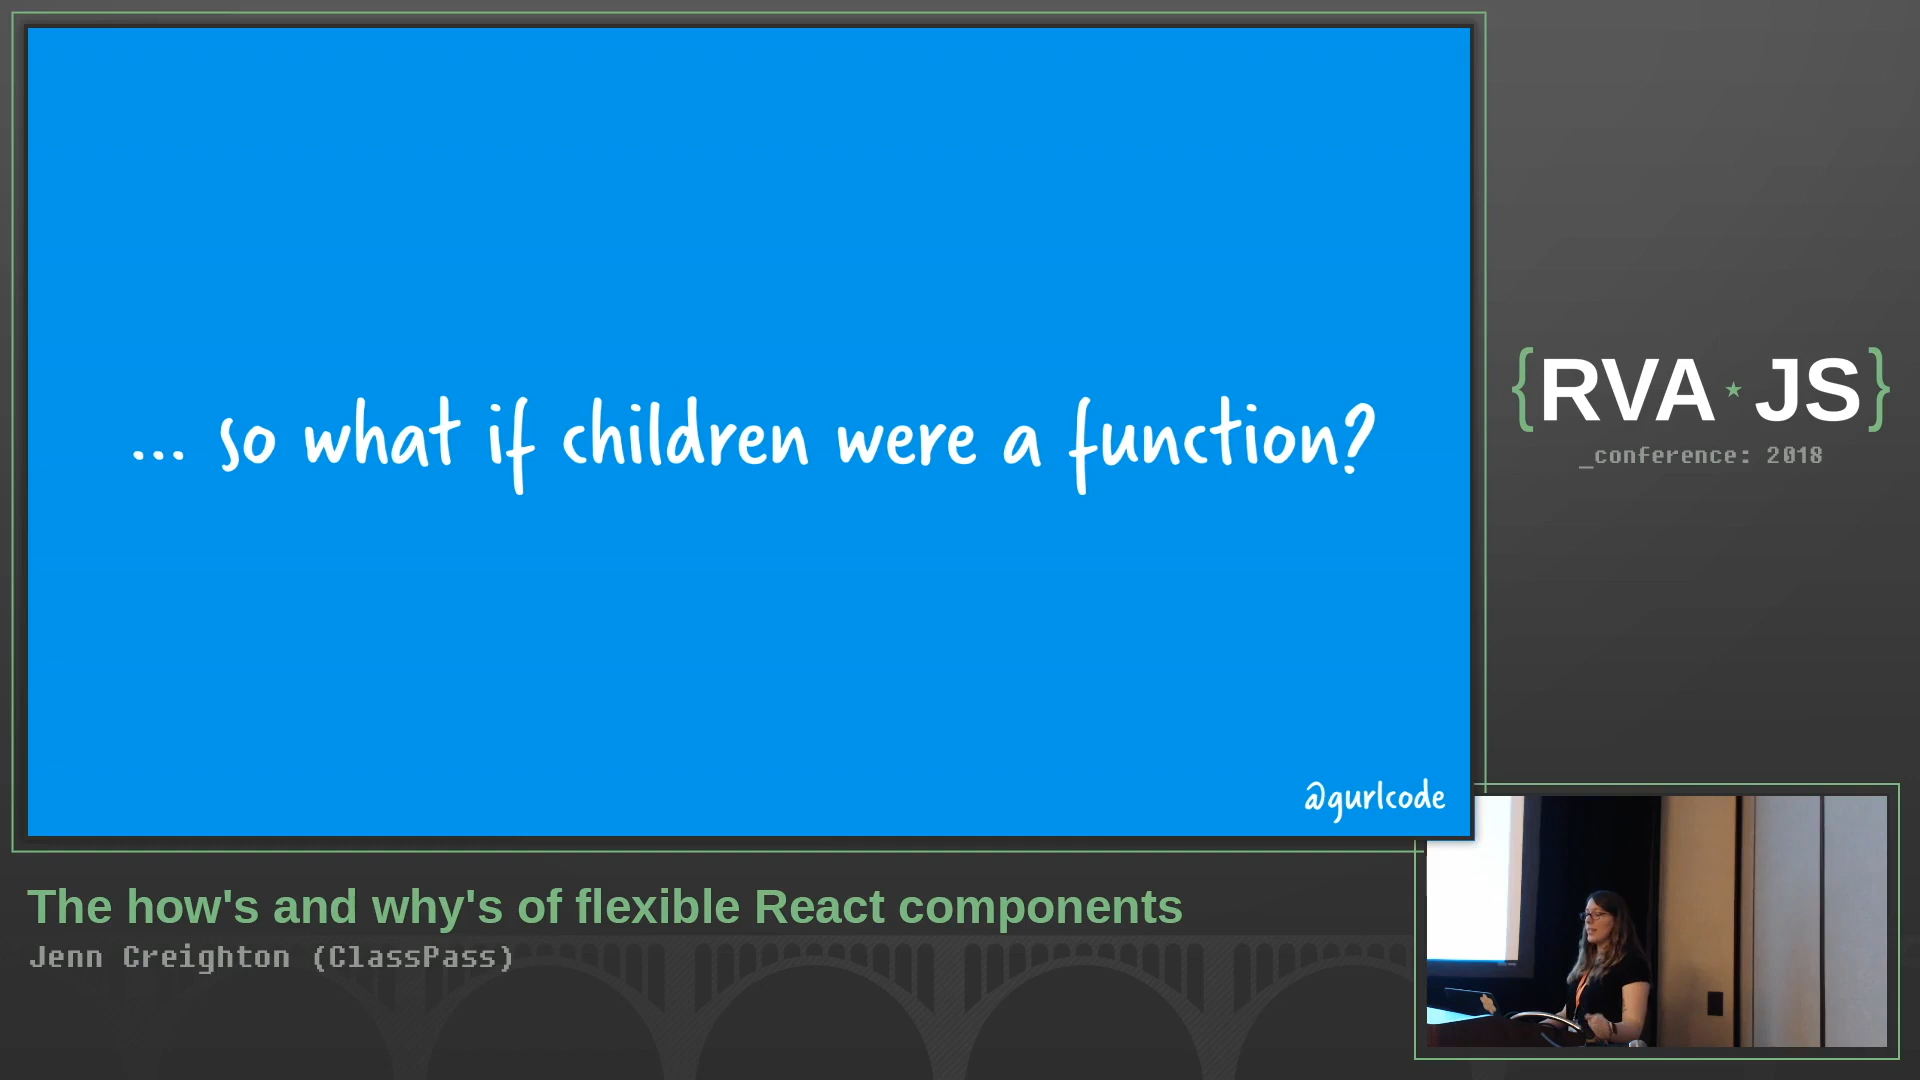 ... so what if children were a function?
@gurlcode
{RVA★JS}
_conference: 2018
The how's and why's of flexible React components
Jenn Creighton (ClassPass)